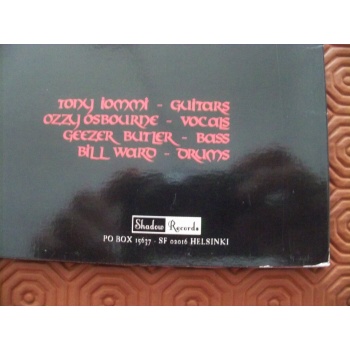 Tony Iommi - Guitars
Ozzy Osbourne - Vocals
Geezer Butler - Bass
Bill Ward - Drums
Shadow Records
PO BOX 15637 - SF 02016 HELSINKI